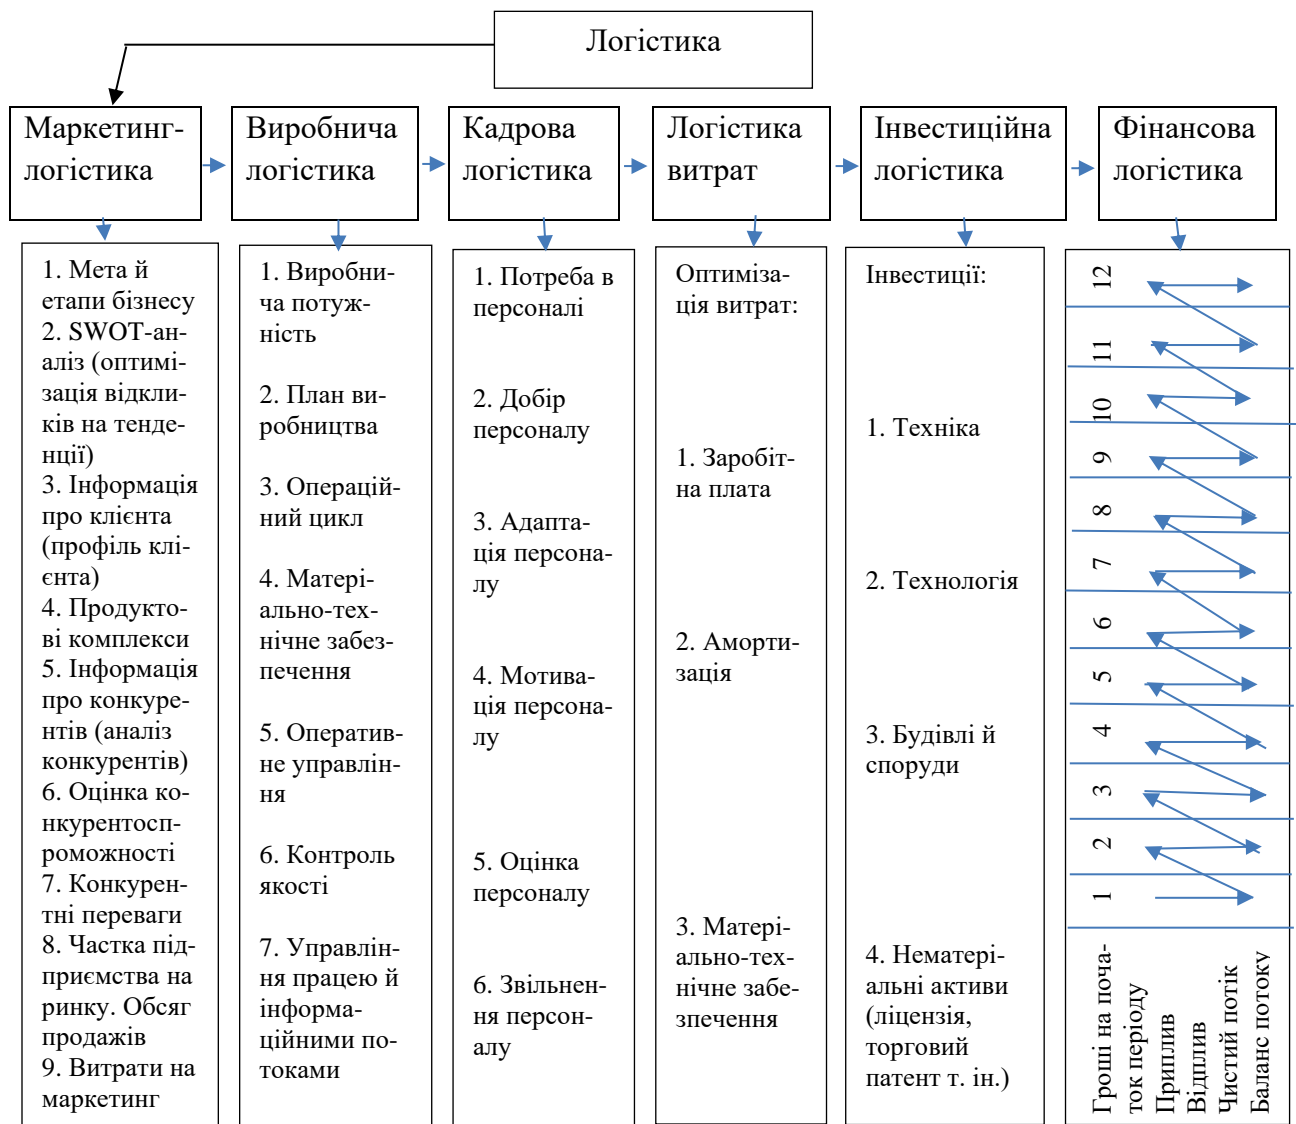 Логістика
Маркетинг-
логістика
Виробнича
логістика
Кадрова
логістика
Логістика
витрат
Інвестиційна
логістика
Фінансова
логістика
1. Мета й
етапи бізнесу
2. SWOT-ан-
аліз (оптимі-
зація відкли-
ків на тенде-
нції)
3. Інформація
про клієнта
(профіль клі-
єнта)
4. Продукто-
ві комплекси
5. Інформація
про конкуре-
нтів (аналіз
конкурентів)
6. Оцінка ко-
нкурентосп-
роможності
7. Конкурен-
тні переваги
8. Частка під-
приємства на
ринку. Обсяг
продажів
9. Витрати на
маркетинг
1. Виробни-
ча потуж-
ність
2. План ви-
робництва
3. Операцій-
ний цикл
4. Матері-
ально-тех-
нічне забез-
печення
5. Оператив-
не управлін-
ня
6. Контроль
якості
7. Управлін-
ня працею й
інформа-
ційними по-
токами
1. Потреба в
персоналі
2. Добір
персоналу
3. Адапта-
ція персона-
лу
4. Мотива-
ція персона-
лу
5. Оцінка
персоналу
6. Звільнен-
ня персон-
алу
Оптиміза-
ція витрат:
1. Заробіт-
на плата
2. Аморти-
зація
3. Матері-
ально-тех-
нічне забе-
зпечення
Інвестиції:
1. Техніка
2. Технологія
3. Будівлі й
споруди
4. Нематері-
альні активи
(ліцензія,
торговий
патент т. ін.)
12
11
10
9
8
7
6
5
4
3
2
1
Гроші на поча-
ток періоду
Приплив
Відплив
Чистий потік
Баланс потоку